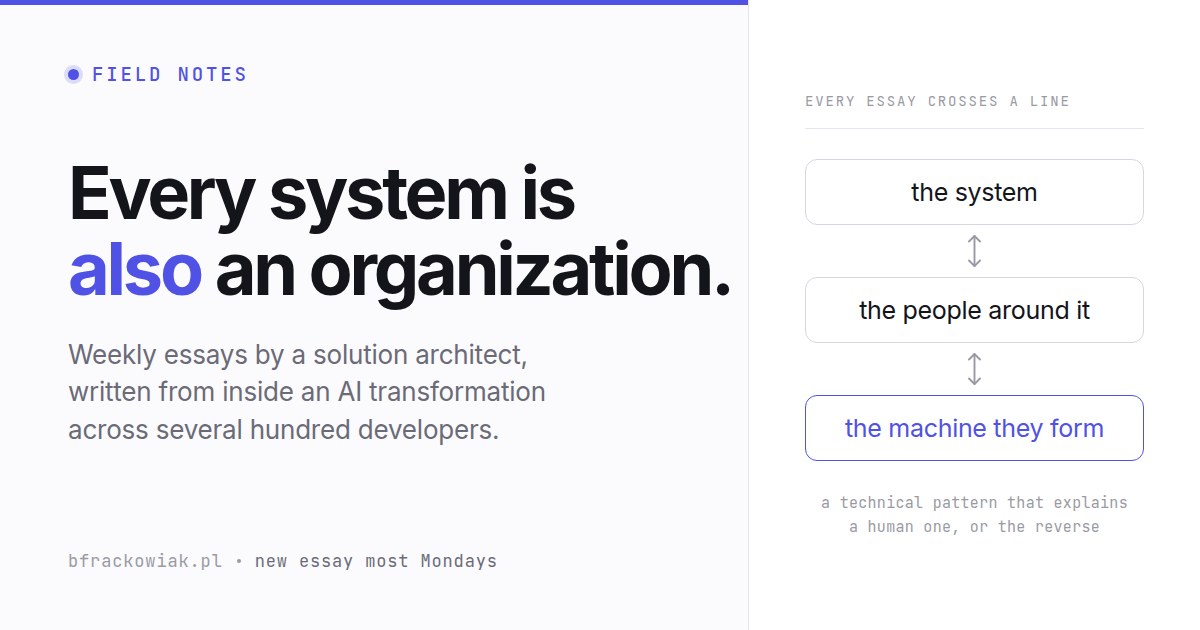 FIELD NOTES
Every system is
also an organization.
Weekly essays by a solution architect,
written from inside an AI transformation
across several hundred developers.
bfrackowiak.pl • new essay most Mondays
EVERY ESSAY CROSSES A LINE
the system
the people around it
the machine they form
a technical pattern that explains
a human one, or the reverse